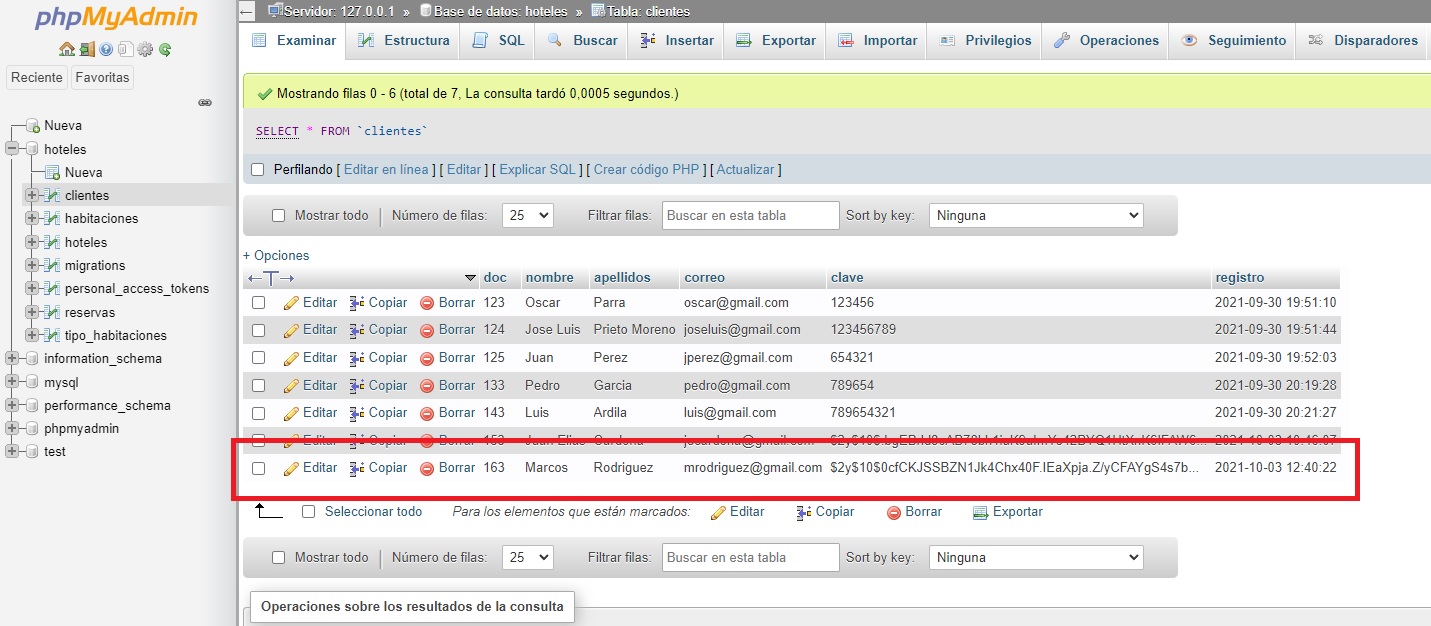 phpMyAdmin
Reciente Favoritas
Nueva
hoteles
Nueva
clientes
habitaciones
hoteles
migrations
personal_access_tokens
reservas
tipo_habitaciones
information_schema
mysql
performance_schema
phpmyadmin
test
Servidor: 127.0.0.1 » Base de datos: hoteles » Tabla: clientes
Examinar Estructura SQL Buscar Insertar Exportar Importar Privilegios Operaciones Seguimiento Disparadores
Mostrando filas 0 - 6 (total de 7, La consulta tardó 0,0005 segundos.)
SELECT * FROM `clientes`
Perfilando [ Editar en línea ] [ Editar ] [ Explicar SQL ] [ Crear código PHP ] [ Actualizar ]
Mostrar todo Número de filas: 25 Filtrar filas: Buscar en esta tabla Sort by key: Ninguna
+ Opciones
←T→ doc nombre apellidos correo clave registro
Editar Copiar Borrar 123 Oscar Parra oscar@gmail.com 123456 2021-09-30 19:51:10
Editar Copiar Borrar 124 Jose Luis Prieto Moreno joseluis@gmail.com 123456789 2021-09-30 19:51:44
Editar Copiar Borrar 125 Juan Perez jperez@gmail.com 654321 2021-09-30 19:52:03
Editar Copiar Borrar 133 Pedro Garcia pedro@gmail.com 789654 2021-09-30 20:19:28
Editar Copiar Borrar 143 Luis Ardila luis@gmail.com 789654321 2021-09-30 20:21:27
Editar Copiar Borrar 153 Juan Elias Cardona
Editar Copiar Borrar 163 Marcos Rodriguez mrodriguez@gmail.com $2y$10$0cfCKJSSBZN1Jk4Chx40F.IEaXpja.Z/yCFAYgS4s7b... 2021-10-03 12:40:22
Seleccionar todo Para los elementos que están marcados: Editar Copiar Borrar Exportar
Mostrar todo Número de filas: 25 Filtrar filas: Buscar en esta tabla Sort by key: Ninguna
Operaciones sobre los resultados de la consulta